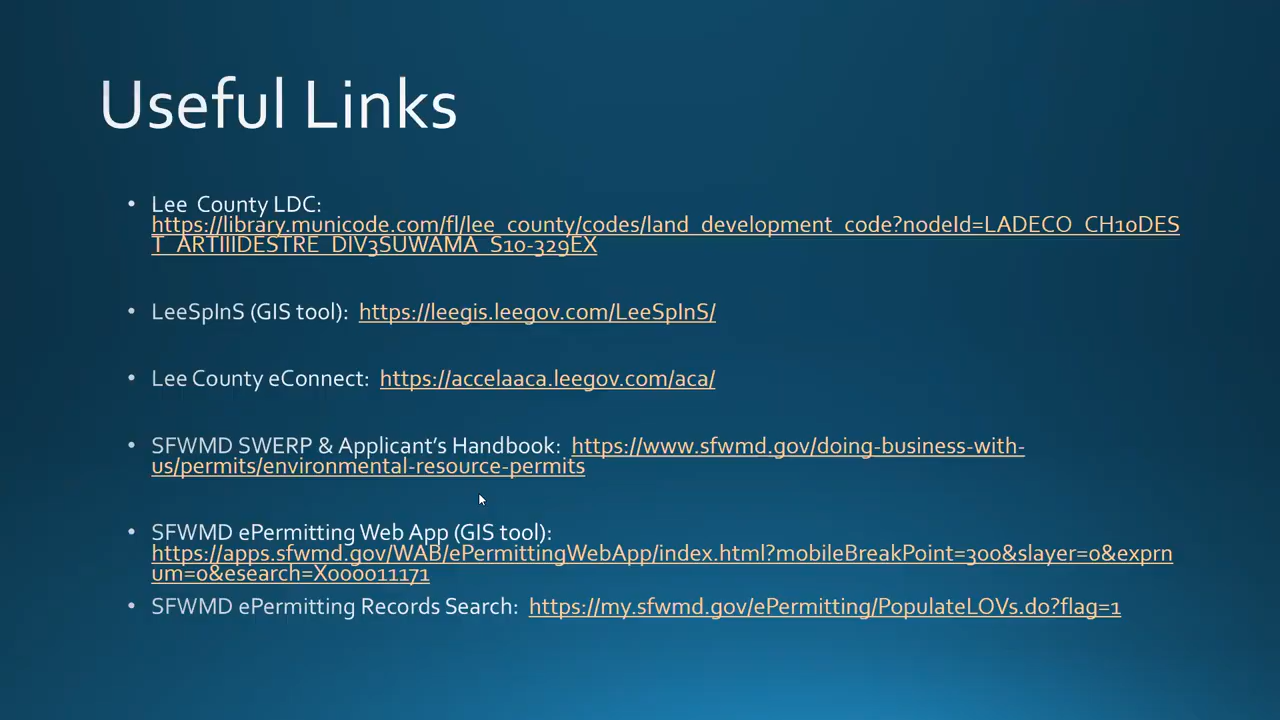 Useful Links
• Lee County LDC:
https://library.municode.com/fl/lee_county/codes/land_development_code?nodeId=LADECO_CH10DES
T_ARTIIIDESTRE_DIV3SUWAMA_S10-329EX
• LeeSpInS (GIS tool): https://leegis.leegov.com/LeeSpInS/
• Lee County eConnect: https://accelaaca.leegov.com/aca/
• SFWMD SWERP & Applicant’s Handbook: https://www.sfwmd.gov/doing-business-with-
us/permits/environmental-resource-permits
• SFWMD ePermitting Web App (GIS tool):
https://apps.sfwmd.gov/WAB/ePermittingWebApp/index.html?mobileBreakPoint=300&slayer=0&exprn
um=0&esearch=X000011171
• SFWMD ePermitting Records Search: https://my.sfwmd.gov/ePermitting/PopulateLOVs.do?flag=1